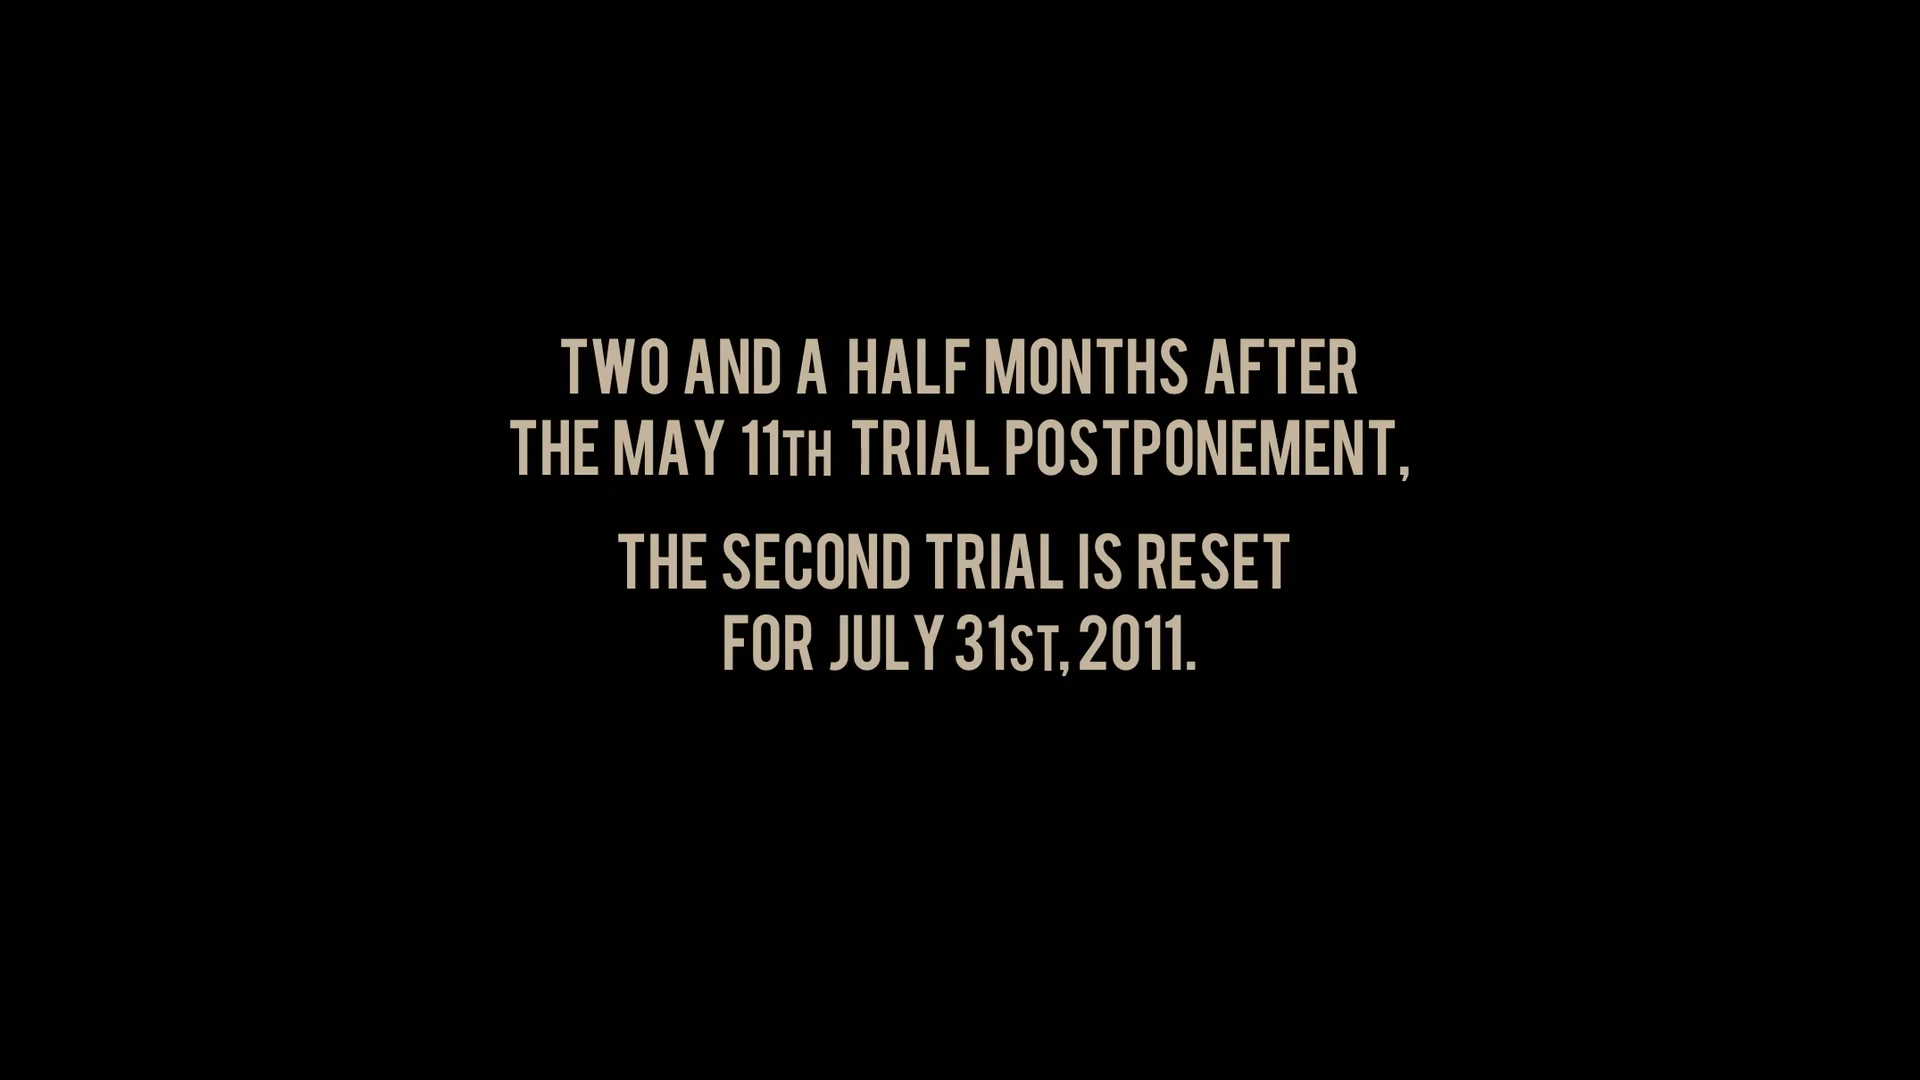 TWO AND A HALF MONTHS AFTER
THE MAY 11TH TRIAL POSTPONEMENT,
THE SECOND TRIAL IS RESET
FOR JULY 31ST, 2011.